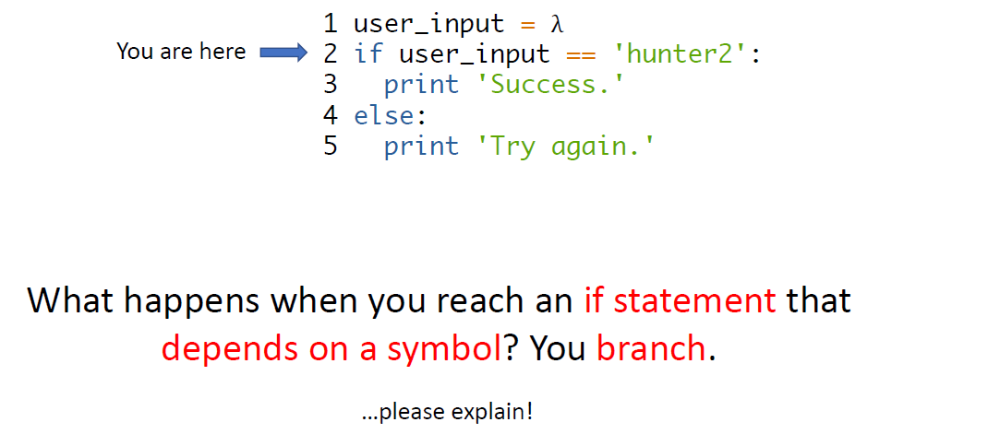 1 user_input = λ
You are here
2 if user_input == 'hunter2':
3   print 'Success.'
4 else:
5   print 'Try again.'
What happens when you reach an if statement that
depends on a symbol? You branch.
...please explain!